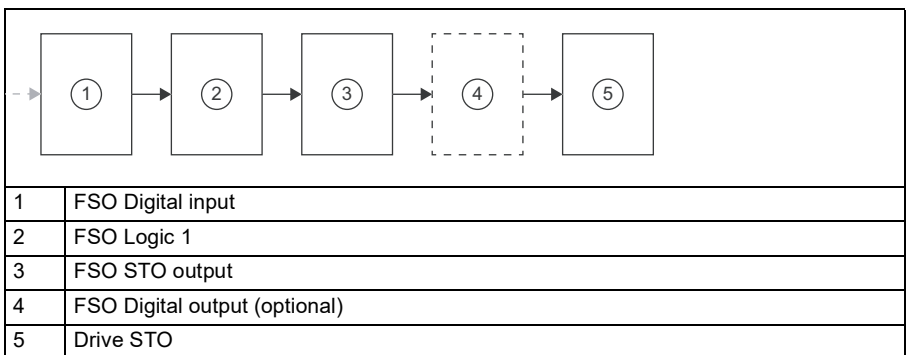 1 2 3 4 5
1 FSO Digital input
2 FSO Logic 1
3 FSO STO output
4 FSO Digital output (optional)
5 Drive STO